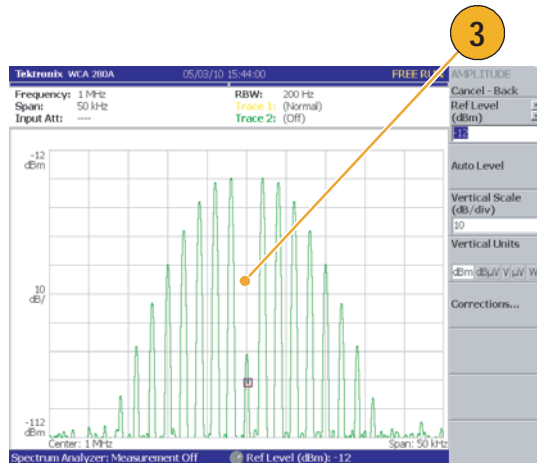 3
Tektronix WCA 280A 05/03/10 15:44:00 FREE RUN
Frequency: 1 MHz RBW: 200 Hz
Span: 50 kHz Trace 1: (Normal)
Input Att: ---- Trace 2: (Off)
-12
dBm
10
dB/
-112
dBm
Center: 1 MHz Span: 50 kHz
Spectrum Analyzer: Measurement Off Ref Level (dBm): -12
AMPLITUDE
Cancel - Back
Ref Level
(dBm)
-12
Auto Level
Vertical Scale
(dB/div)
10
Vertical Units
dBm dBµV V µV W
Corrections...